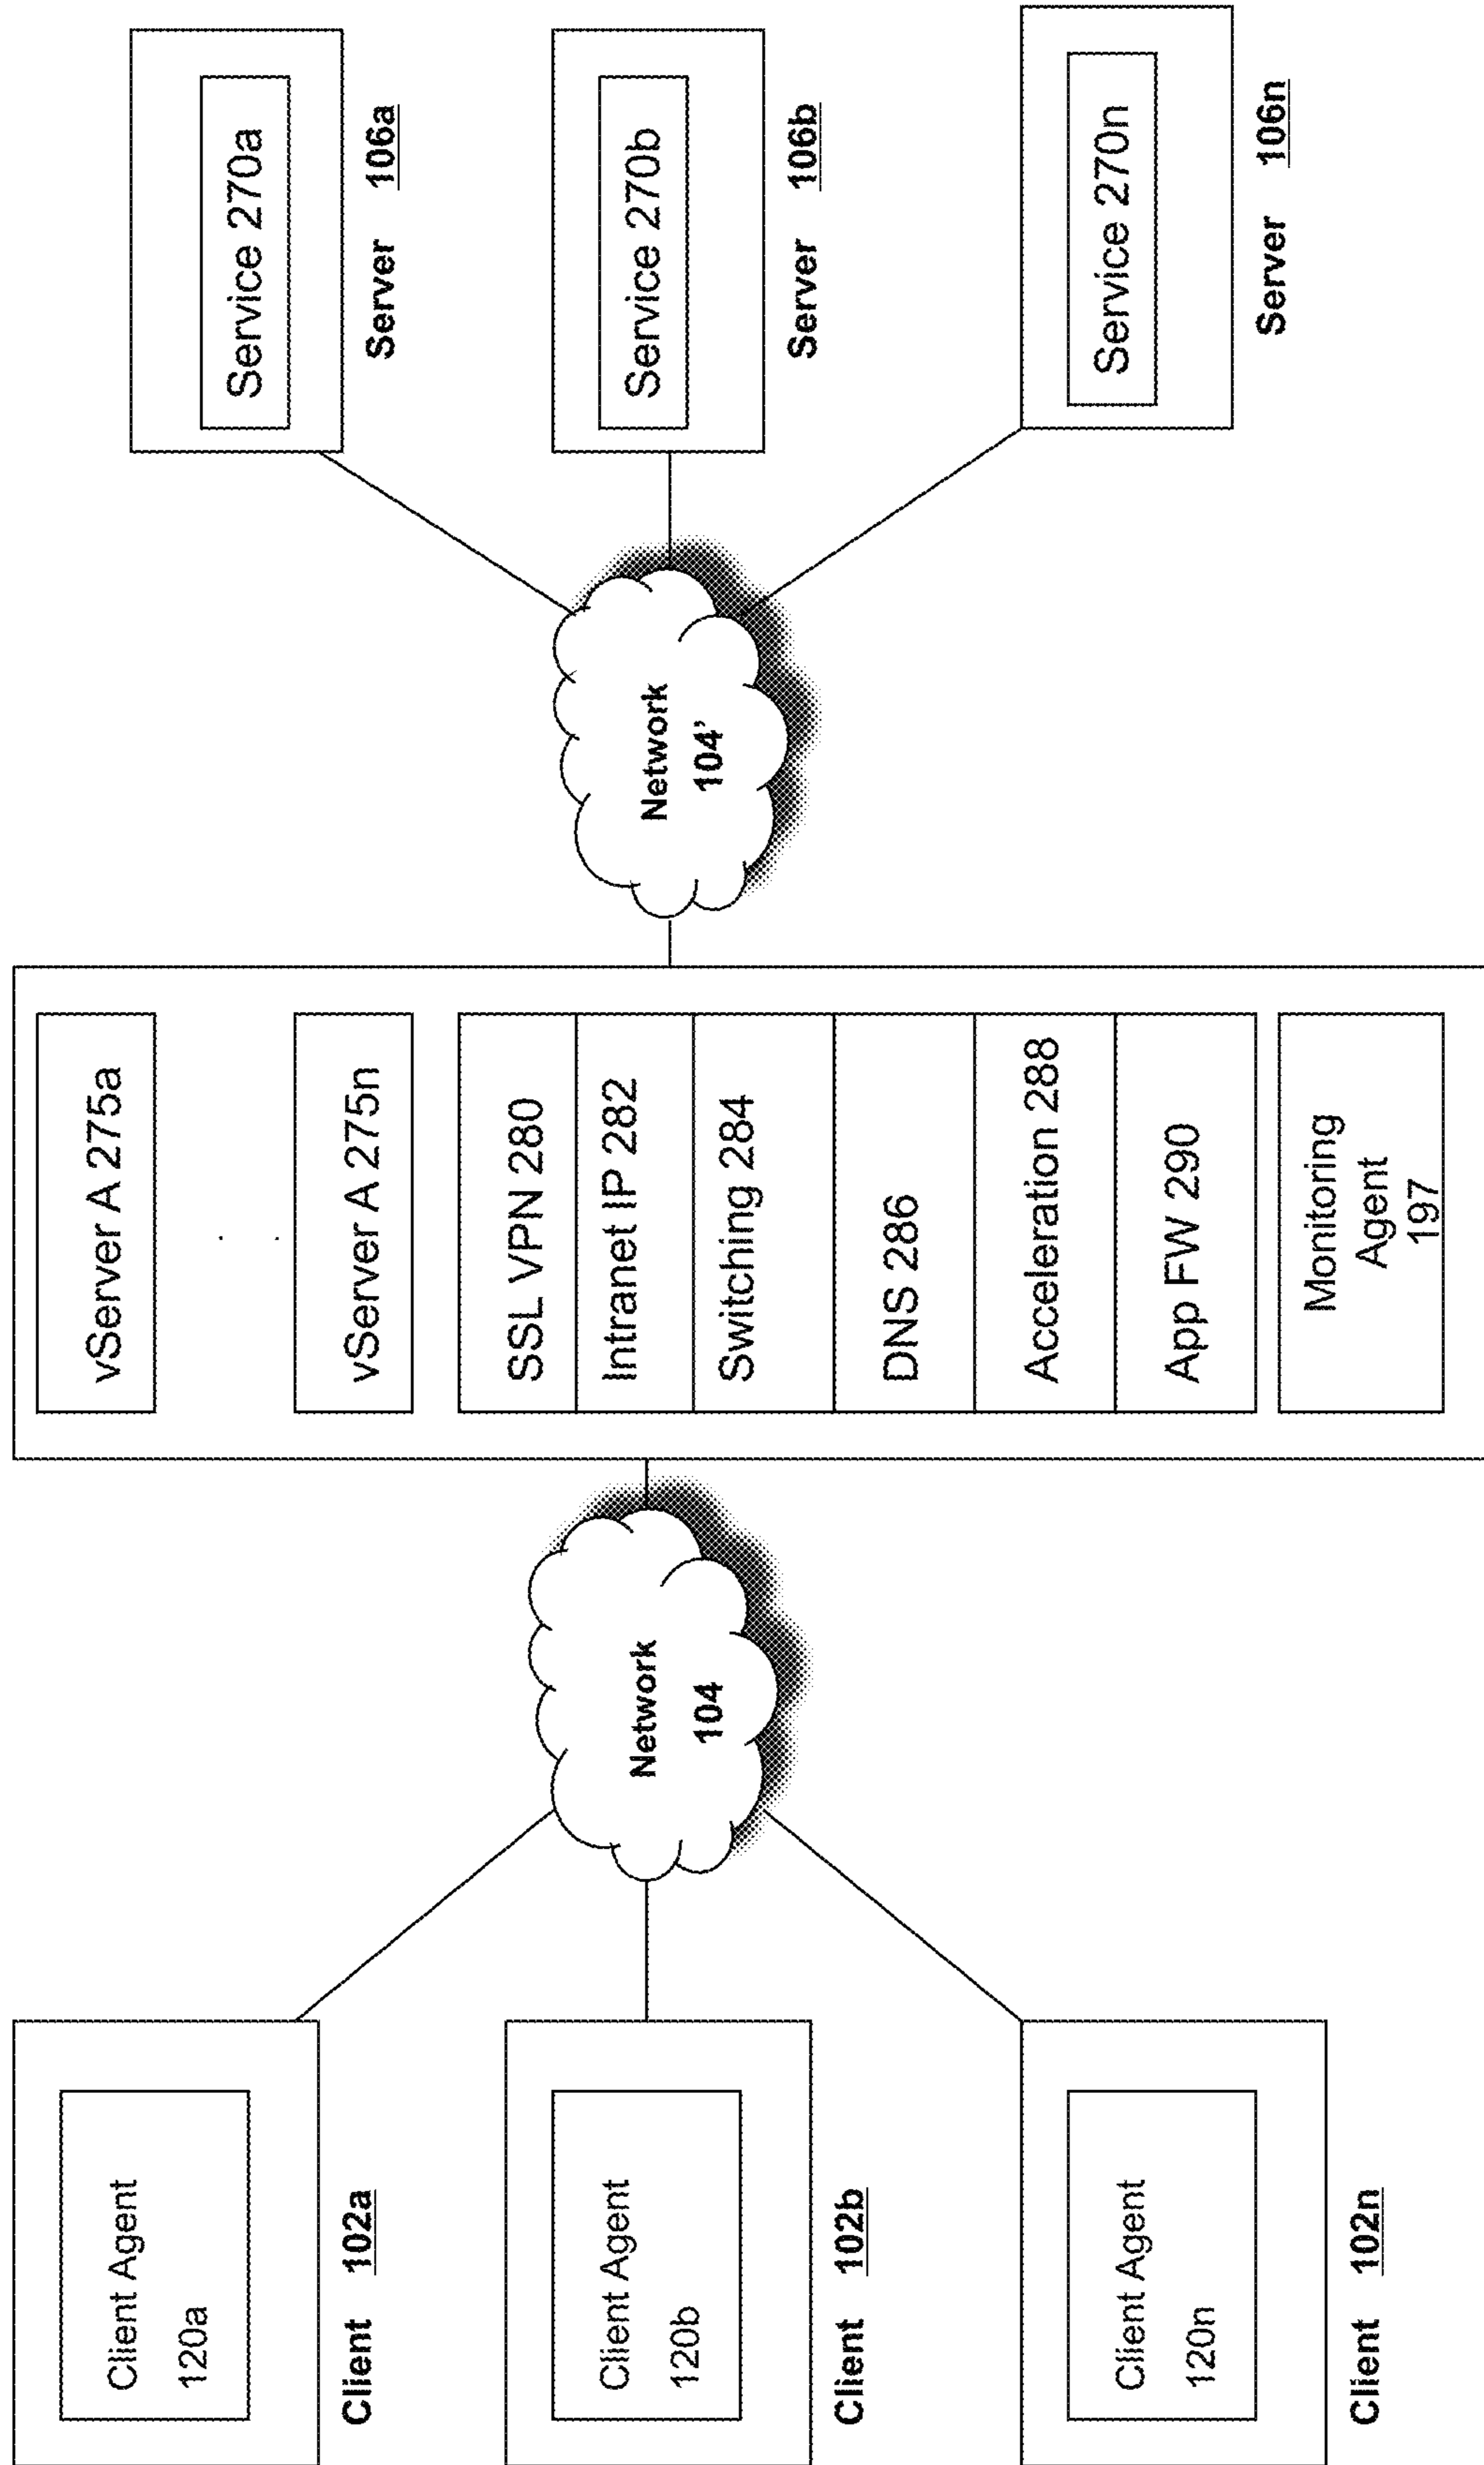 Client Agent
120a
Client 102a
Client Agent
120b
Client 102b
Client Agent
120n
Client 102n
Network
104
vServer A 275a
vServer A 275n
SSL VPN 280
Intranet IP 282
Switching 284
DNS 286
Acceleration 288
App FW 290
Monitoring
Agent
197
Network
104’
Service 270a
Server 106a
Service 270b
Server 106b
Service 270n
Server 106n